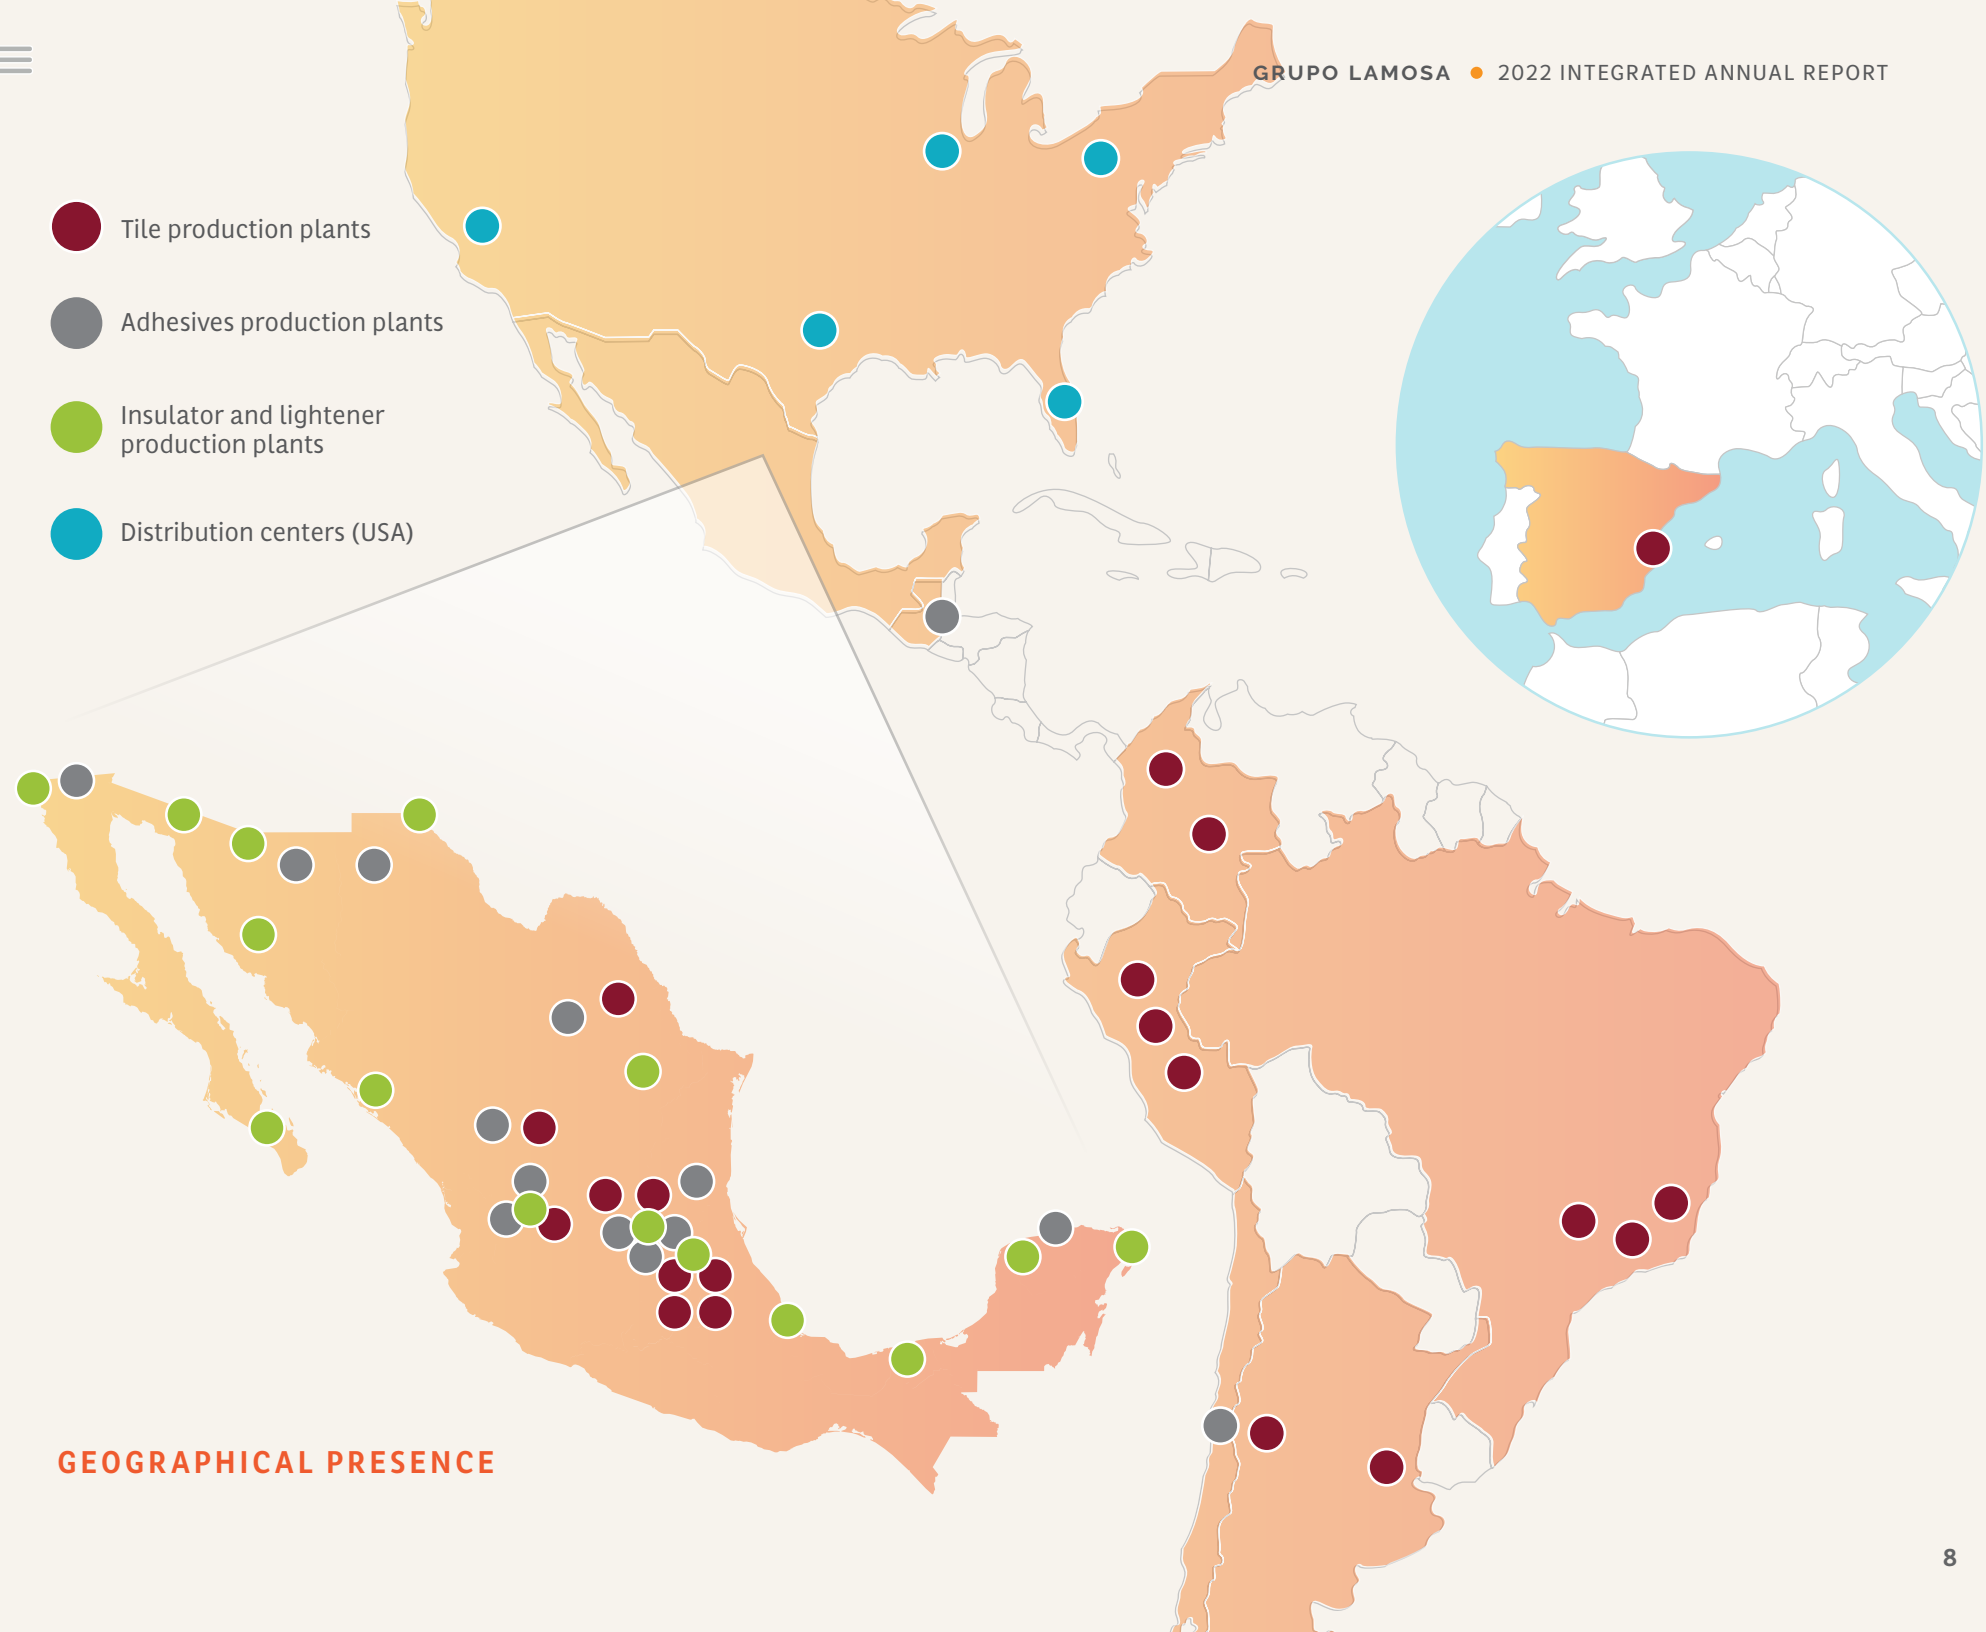 GRUPO LAMOSA • 2022 INTEGRATED ANNUAL REPORT
Tile production plants
Adhesives production plants
Insulator and lightener
production plants
Distribution centers (USA)
GEOGRAPHICAL PRESENCE
8